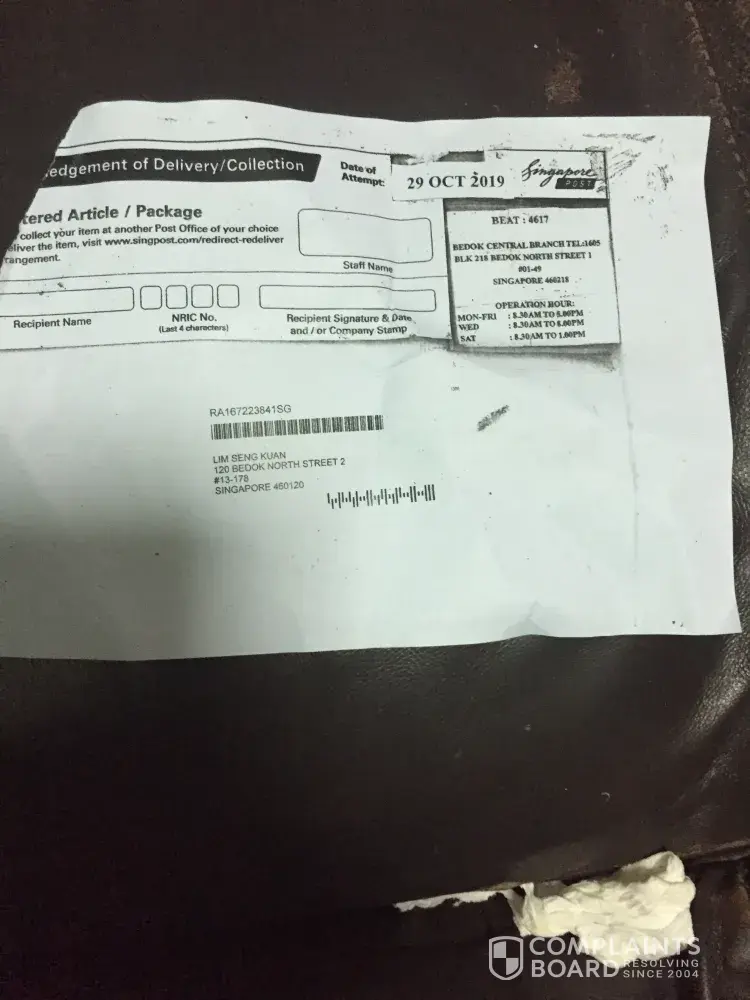 edgement of Delivery/Collection
Date of
Attempt:
29 OCT 2019
Singapore
POST
tered Article / Package
collect your item at another Post Office of your choice
eliver the item, visit www.singpost.com/redirect-redeliver
rangement.
Staff Name
Recipient Name
NRIC No.
(Last 4 characters)
Recipient Signature & Date
and / or Company Stamp
BEAT : 4617
BEDOK CENTRAL BRANCH TEL:1605
BLK 218 BEDOK NORTH STREET 1
#01-49
SINGAPORE 460218
OPERATION HOUR:
MON-FRI : 8.30AM TO 5.00PM
WED : 8.30AM TO 8.00PM
SAT : 8.30AM TO 1.00PM
RA167223841SG
LIM SENG KUAN
120 BEDOK NORTH STREET 2
#13-178
SINGAPORE 460120
COMPLAINTS
BOARD RESOLVING
SINCE 2004